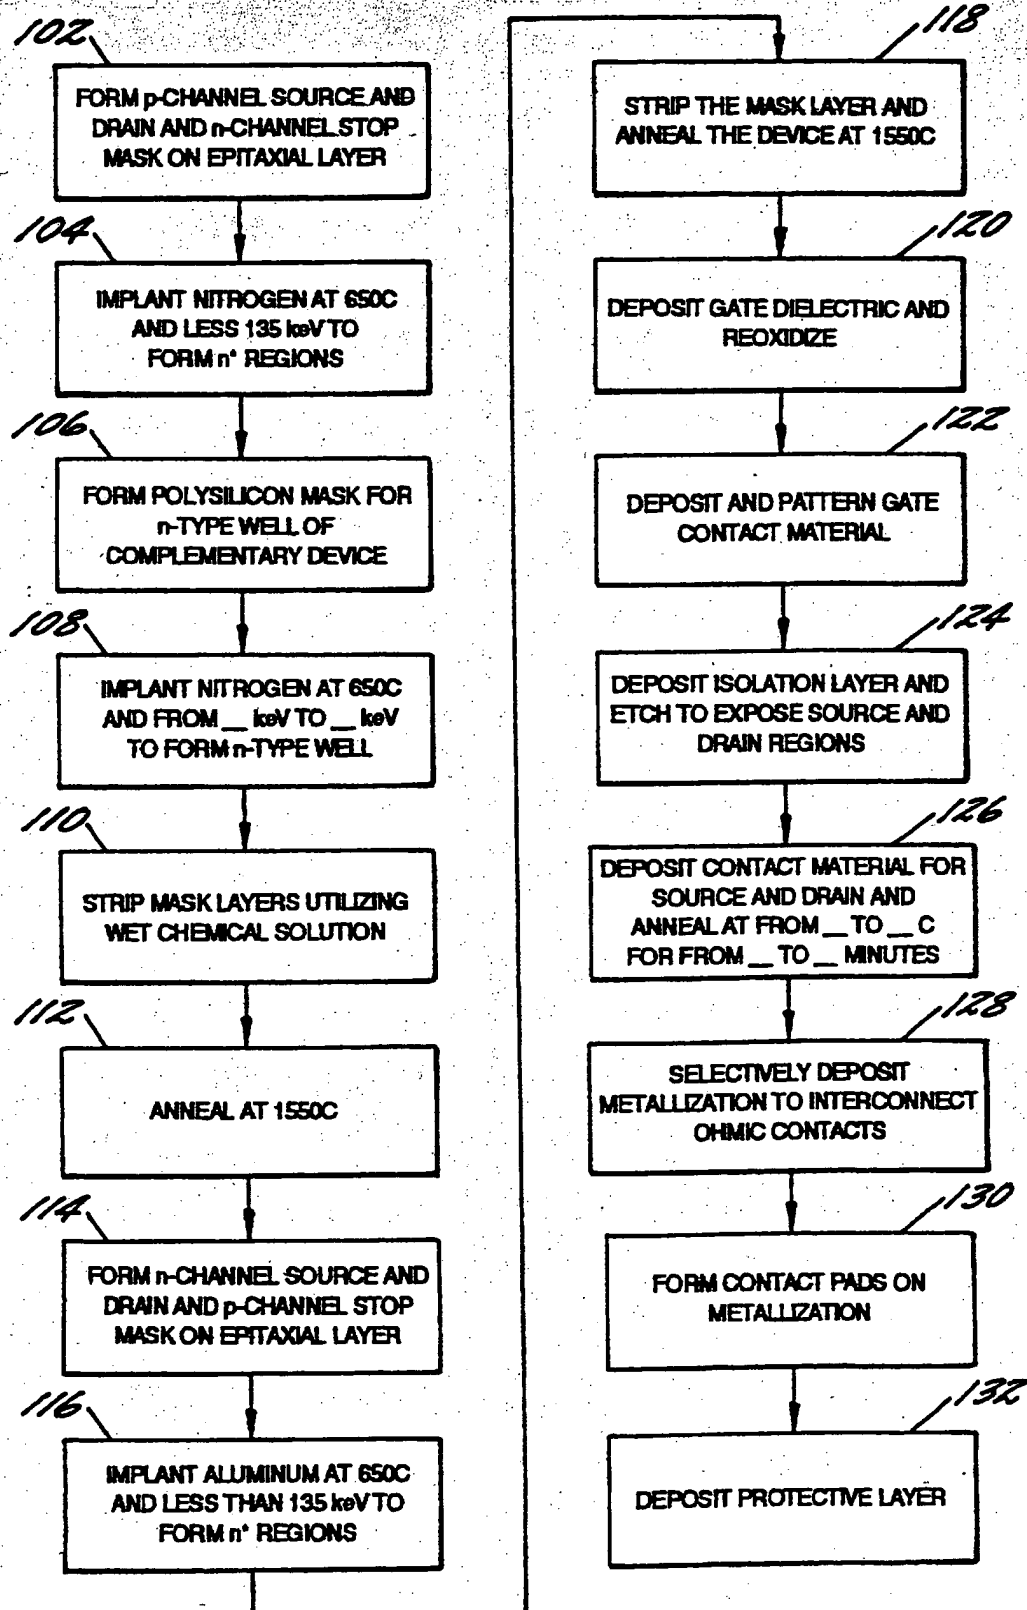 102
FORM p-CHANNEL SOURCE AND
DRAIN AND n-CHANNEL STOP
MASK ON EPITAXIAL LAYER
104
IMPLANT NITROGEN AT 650C
AND LESS 135 keV TO
FORM n⁺ REGIONS
106
FORM POLYSILICON MASK FOR
n-TYPE WELL OF
COMPLEMENTARY DEVICE
108
IMPLANT NITROGEN AT 650C
AND FROM __ keV TO __ keV
TO FORM n-TYPE WELL
110
STRIP MASK LAYERS UTILIZING
WET CHEMICAL SOLUTION
112
ANNEAL AT 1550C
114
FORM n-CHANNEL SOURCE AND
DRAIN AND p-CHANNEL STOP
MASK ON EPITAXIAL LAYER
116
IMPLANT ALUMINUM AT 650C
AND LESS THAN 135 keV TO
FORM n⁺ REGIONS
118
STRIP THE MASK LAYER AND
ANNEAL THE DEVICE AT 1550C
120
DEPOSIT GATE DIELECTRIC AND
REOXIDIZE
122
DEPOSIT AND PATTERN GATE
CONTACT MATERIAL
124
DEPOSIT ISOLATION LAYER AND
ETCH TO EXPOSE SOURCE AND
DRAIN REGIONS
126
DEPOSIT CONTACT MATERIAL FOR
SOURCE AND DRAIN AND
ANNEAL AT FROM __ TO __ C
FOR FROM __ TO __ MINUTES
128
SELECTIVELY DEPOSIT
METALLIZATION TO INTERCONNECT
OHMIC CONTACTS
130
FORM CONTACT PADS ON
METALLIZATION
132
DEPOSIT PROTECTIVE LAYER